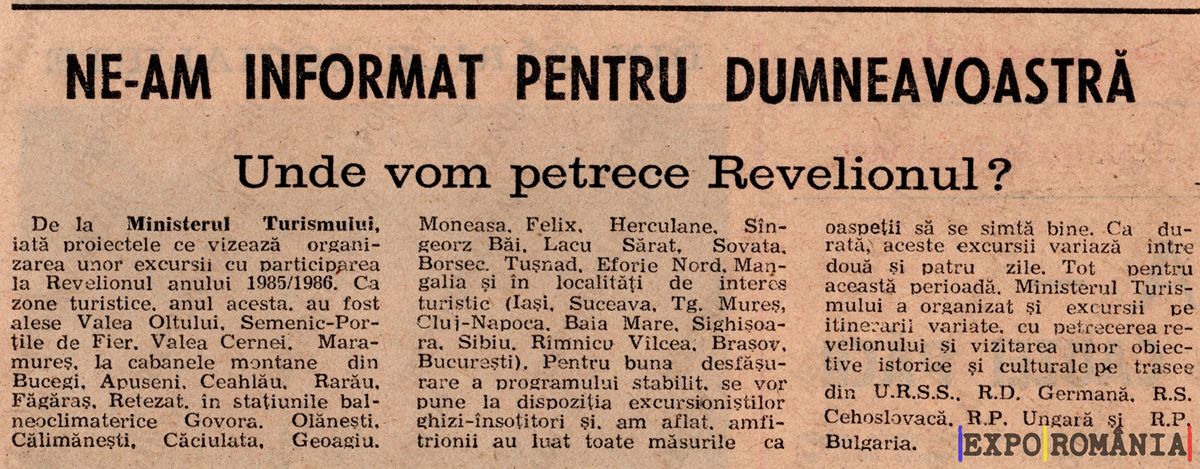 NE-AM INFORMAT PENTRU DUMNEAVOASTRĂ
Unde vom petrece Revelionul?
De la Ministerul Turismului,
iată proiectele ce vizează organi-
zarea unor excursii cu participarea
la Revelionul anului 1985/1986. Ca
zone turistice, anul acesta, au fost
alese Valea Oltului, Semenic-Por-
țile de Fier, Valea Cernei, Mara-
mureș, la cabanele montane din
Bucegi, Apuseni, Ceahlău, Rarău,
Făgăraș, Retezat, în stațiunile bal-
neoclimaterice Govora, Olănești,
Călimănești, Căciulata, Geoagiu,
Moneasa, Felix, Herculane, Sîn-
georz Băi, Lacu Sărat, Sovata,
Borsec, Tușnad, Eforie Nord, Man-
galia și în localități de interes
turistic (Iași, Suceava, Tg. Mureș,
Cluj-Napoca, Baia Mare, Sighișoa-
ra, Sibiu, Rîmnicu Vîlcea, Brașov,
București). Pentru buna desfășu-
rare a programului stabilit, se vor
pune la dispoziția excursioniștilor
ghizi-însoțitori și, am aflat, amfi-
trionii au luat toate măsurile ca
oaspeții să se simtă bine. Ca du-
rată, aceste excursii variază între
două și patru zile. Tot pentru
această perioadă, Ministerul Turis-
mului a organizat și excursii pe
itinerarii variate, cu petrecerea re-
velionului și vizitarea unor obiec-
tive istorice și culturale pe trasee
din U.R.S.S., R.D. Germană, R.S.
Cehoslovacă, R.P. Ungară și R.P.
Bulgaria.
EXPO ROMÂNIA